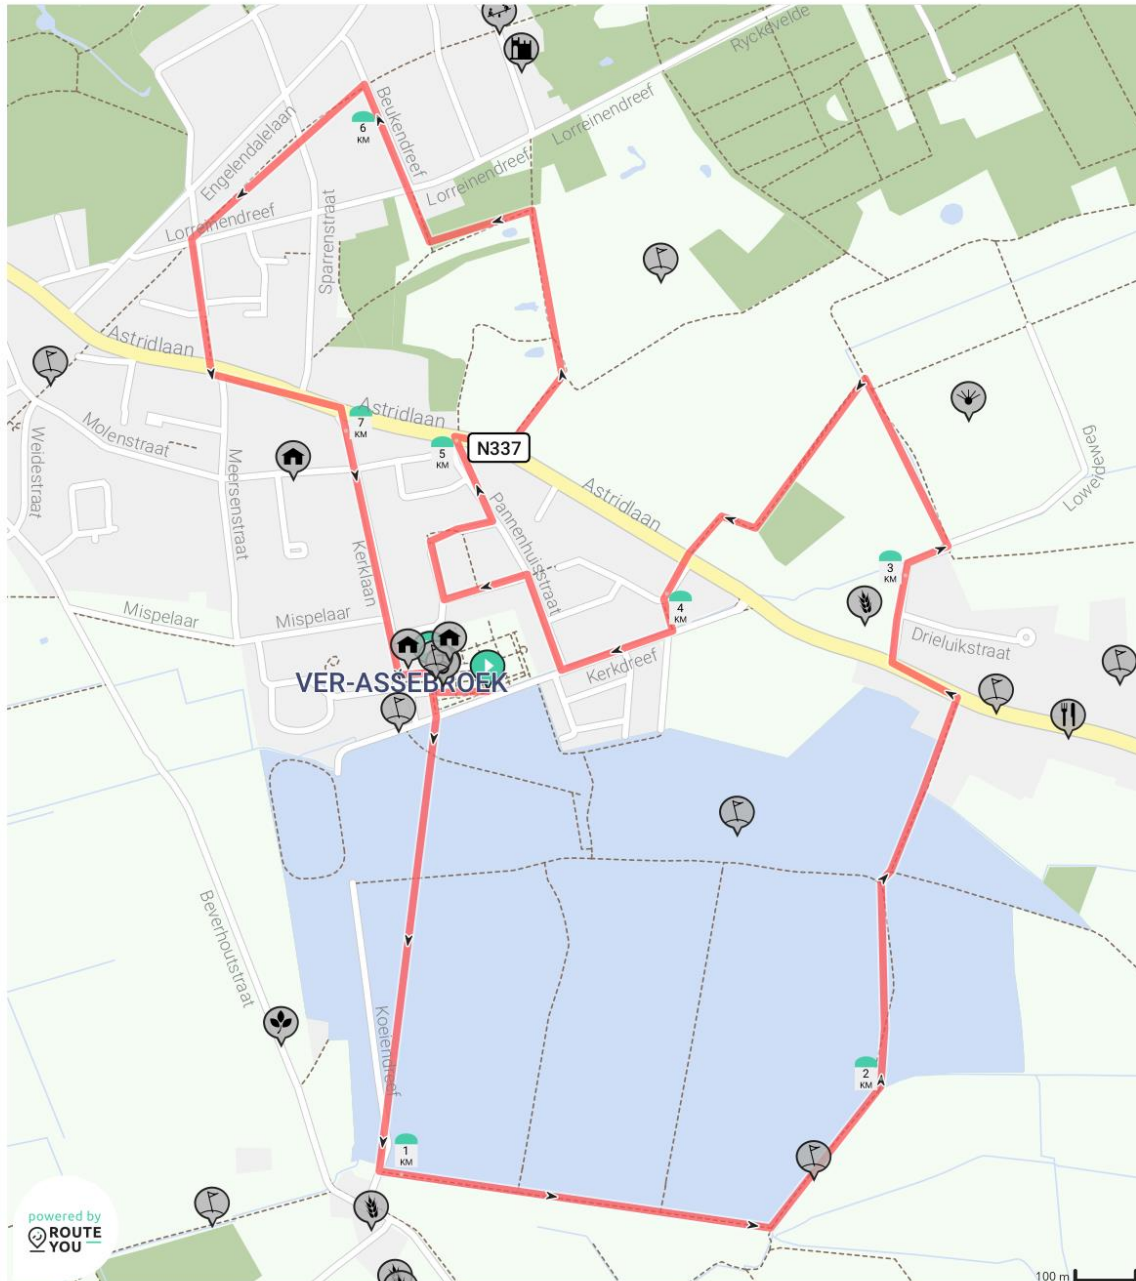 Ryckevelde
Beukendreef
6
KM
Engelendalelaan
Lorreinendreef
Lorreinendreef
Lorreinendreef
Sparrenstraat
Astridlaan
Astridlaan
7
KM
N337
5
KM
Molenstraat
Weidestraat
Meersenstraat
Astridlaan
Pannenhuisstraat
Loweideweg
Kerklaan
3
KM
4
KM
Mispelaar
Mispelaar
Drieluikstraat
Kerkdreef
VER-ASSEBROEK
Beverhoutstraat
Koeiendreef
2
KM
1
KM
powered by
ROUTE
YOU
100 m